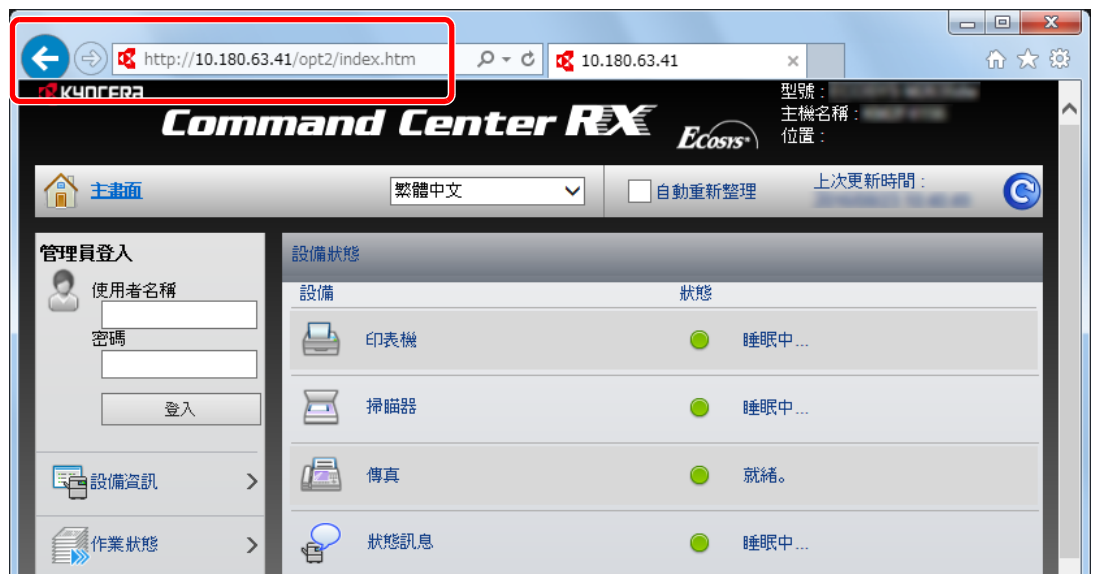 http://10.180.63.41/opt2/index.htm
10.180.63.41
KYOCERA
Command Center RX
Ecosys
型號：
主機名稱：
位置：
主畫面
繁體中文
自動重新整理
上次更新時間：
管理員登入
使用者名稱
密碼
登入
設備資訊
作業狀態
設備狀態
設備 狀態
印表機 睡眠中...
掃瞄器 睡眠中...
傳真 就緒。
狀態訊息 睡眠中...